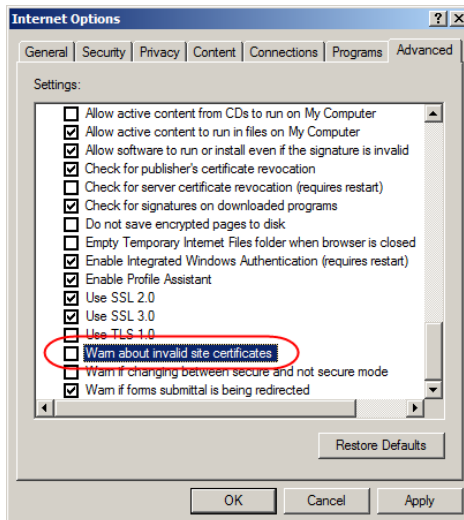 Internet Options
General Security Privacy Content Connections Programs Advanced
Settings:
Allow active content from CDs to run on My Computer
Allow active content to run in files on My Computer
Allow software to run or install even if the signature is invalid
Check for publisher's certificate revocation
Check for server certificate revocation (requires restart)
Check for signatures on downloaded programs
Do not save encrypted pages to disk
Empty Temporary Internet Files folder when browser is closed
Enable Integrated Windows Authentication (requires restart)
Enable Profile Assistant
Use SSL 2.0
Use SSL 3.0
Use TLS 1.0
Warn about invalid site certificates
Warn if changing between secure and not secure mode
Warn if forms submittal is being redirected
Restore Defaults
OK Cancel Apply